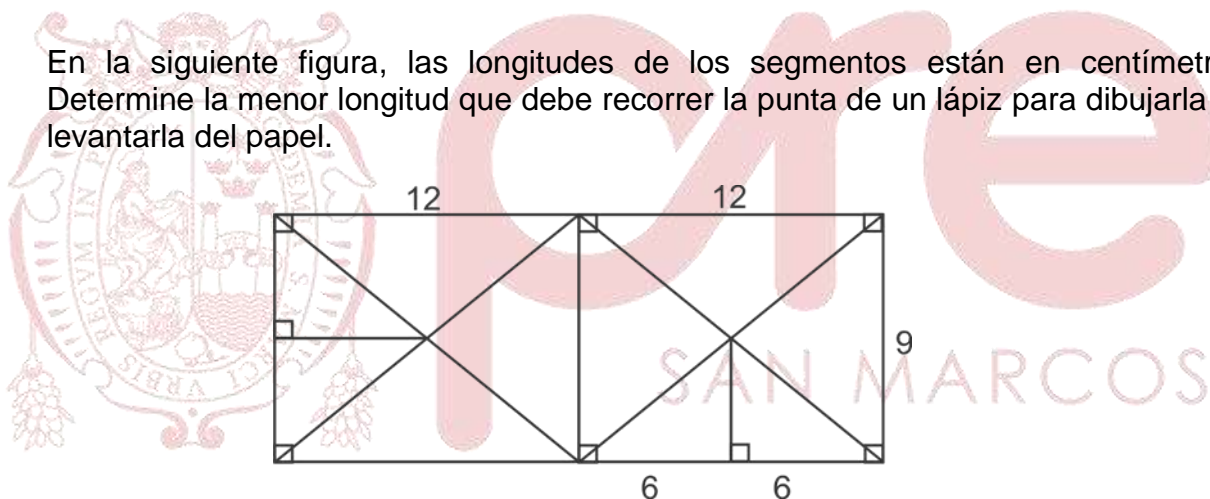 En la siguiente figura, las longitudes de los segmentos están en centímetr
Determine la menor longitud que debe recorrer la punta de un lápiz para dibujarla
levantarla del papel.
12 12
9
SAN MARCOS
6 6
pre